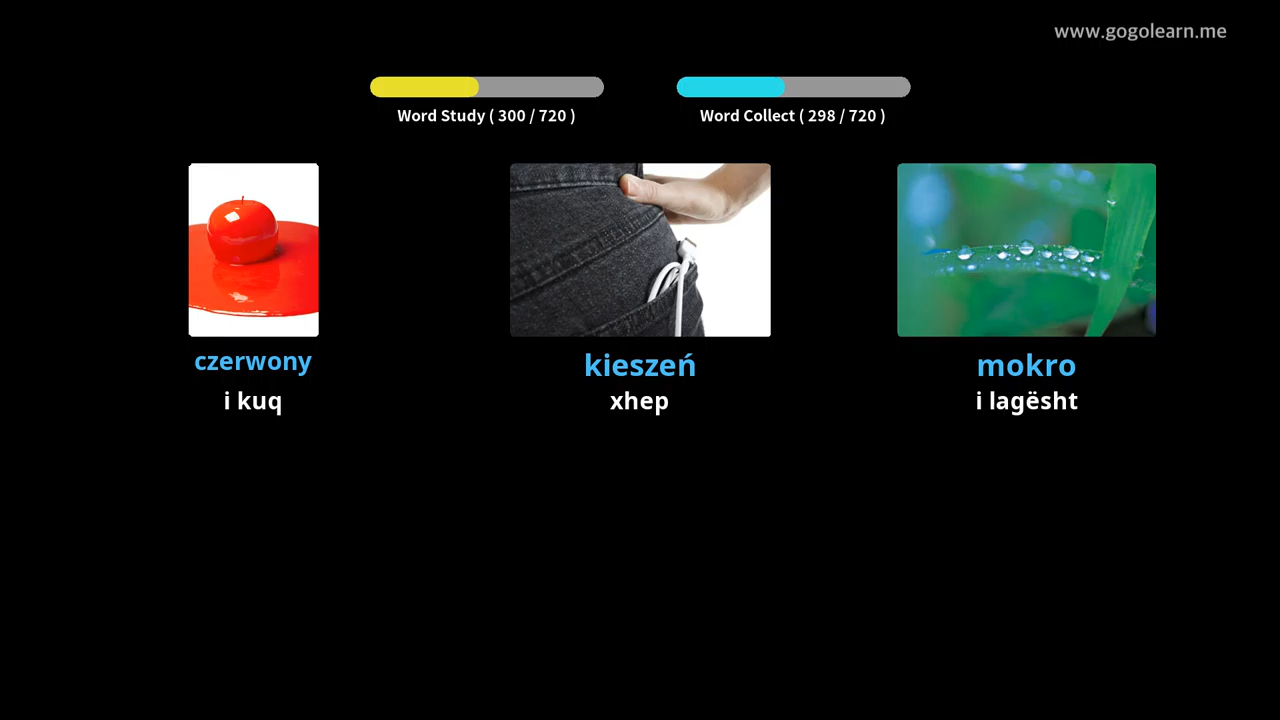 www.gogolearn.me
Word Study ( 300 / 720 )
Word Collect ( 298 / 720 )
czerwony
i kuq
kieszeń
xhep
mokro
i lagësht